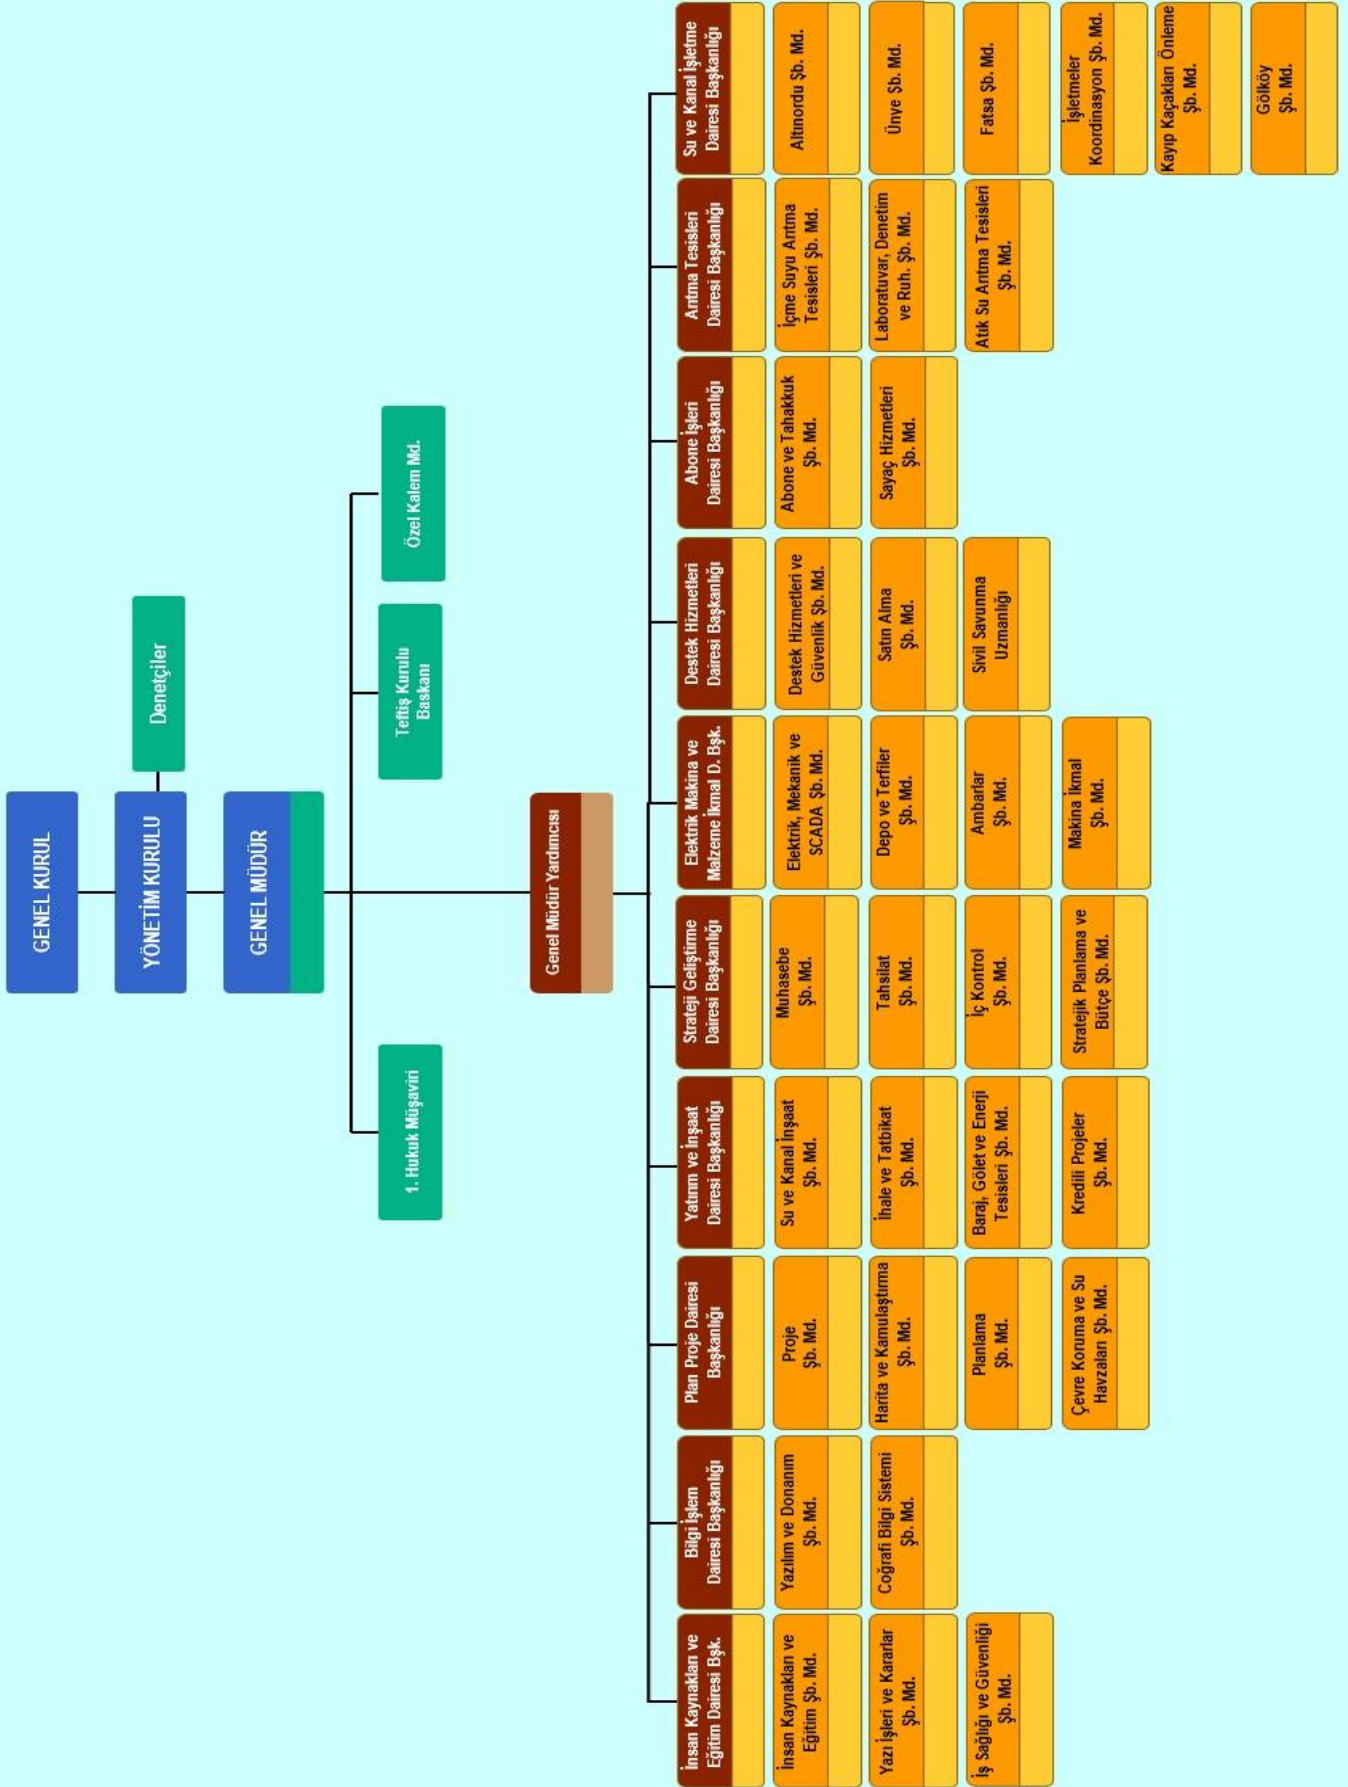 GENEL KURUL
YÖNETİM KURULU
Denetçiler
GENEL MÜDÜR
1. Hukuk Müşaviri
Teftiş Kurulu
Baskanı
Özel Kalem Md.
Genel Müdür Yardımcısı
İnsan Kaynakları ve
Eğitim Dairesi Bşk.
İnsan Kaynakları ve
Eğitim Şb. Md.
Yazı İşleri ve Kararlar
Şb. Md.
İş Sağlığı ve Güvenliği
Şb. Md.
Bilgi İşlem
Dairesi Başkanlığı
Yazılım ve Donanım
Şb. Md.
Coğrafi Bilgi Sistemi
Şb. Md.
Plan Proje Dairesi
Başkanlığı
Proje
Şb. Md.
Harita ve Kamulaştırma
Şb. Md.
Planlama
Şb. Md.
Çevre Koruma ve Su
Havzaları Şb. Md.
Yatırım ve İnşaat
Dairesi Başkanlığı
Su ve Kanal İnşaat
Şb. Md.
İhale ve Tatbikat
Şb. Md.
Baraj, Gölet ve Enerji
Tesisleri Şb. Md.
Kredili Projeler
Şb. Md.
Strateji Geliştirme
Dairesi Başkanlığı
Muhasebe
Şb. Md.
Tahsilat
Şb. Md.
İç Kontrol
Şb. Md.
Stratejik Planlama ve
Bütçe Şb. Md.
Elektrik Makina ve
Malzeme İkmal D. Bşk.
Elektrik, Mekanik ve
SCADA Şb. Md.
Depo ve Terfiler
Şb. Md.
Ambarlar
Şb. Md.
Makina İkmal
Şb. Md.
Destek Hizmetleri
Dairesi Başkanlığı
Destek Hizmetleri ve
Güvenlik Şb. Md.
Satın Alma
Şb. Md.
Sivil Savunma
Uzmanlığı
Abone İşleri
Dairesi Başkanlığı
Abone ve Tahakkuk
Şb. Md.
Sayaç Hizmetleri
Şb. Md.
Arıtma Tesisleri
Dairesi Başkanlığı
İçme Suyu Arıtma
Tesisleri Şb. Md.
Laboratuvar, Denetim
ve Ruh. Şb. Md.
Atık Su Arıtma Tesisleri
Şb. Md.
Su ve Kanal İşletme
Dairesi Başkanlığı
Altınordu Şb. Md.
Ünye Şb. Md.
Fatsa Şb. Md.
İşletmeler
Koordinasyon Şb. Md.
Kayıp Kaçakları Önleme
Şb. Md.
Gölköy
Şb. Md.